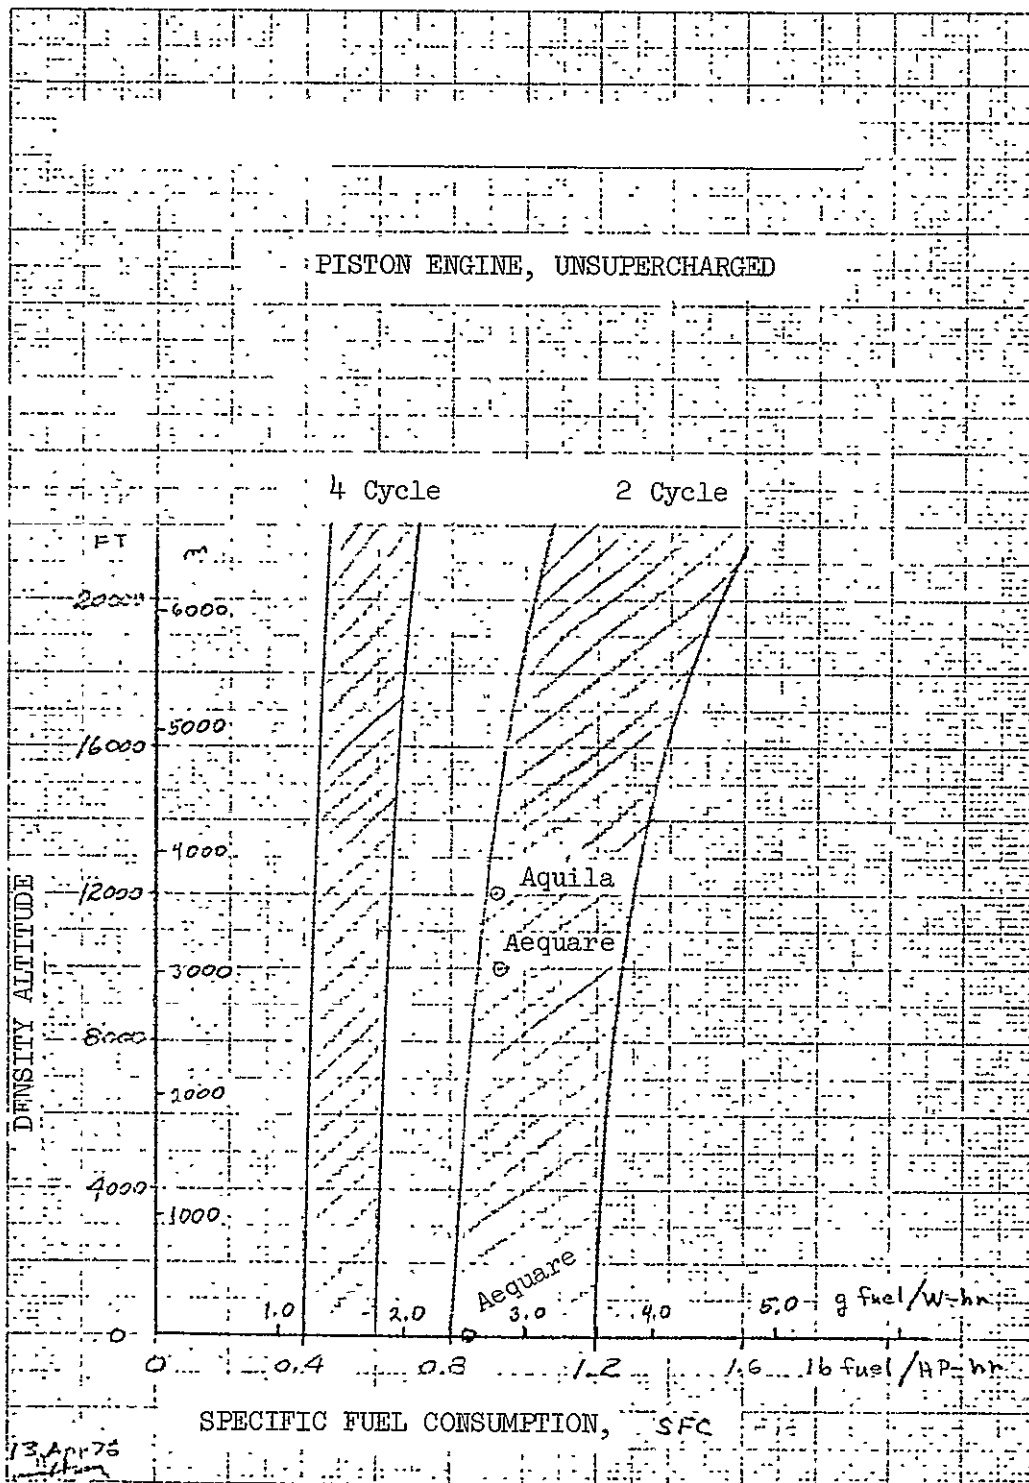 PISTON ENGINE, UNSUPERCHARGED
4 Cycle 2 Cycle
FT m
20000 6000
16000 5000
4000
12000 Aquila
Aequare
3000
8000
2000
4000 1000
DENSITY ALTITUDE
Aequare
1.0 2.0 3.0 4.0 5.0 g fuel/W-hr
0
0 0.4 0.8 1.2 1.6 lb fuel/HP-hr
SPECIFIC FUEL CONSUMPTION, SFC
13 Apr 76